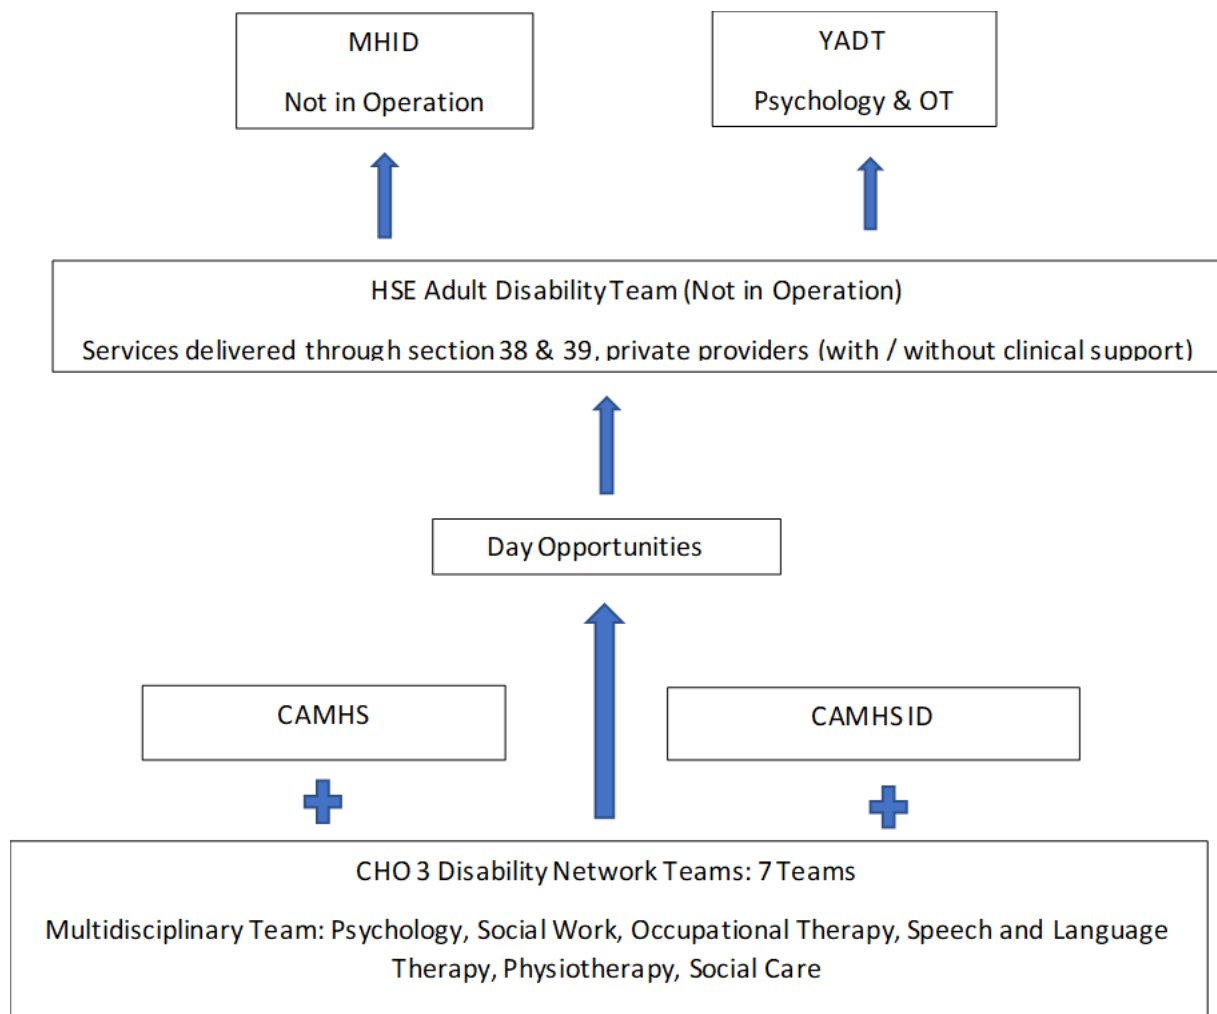 MHID
Not in Operation
YADT
Psychology & OT
HSE Adult Disability Team (Not in Operation)
Services delivered through section 38 & 39, private providers (with / without clinical support)
Day Opportunities
CAMHS
CAMHS ID
CHO 3 Disability Network Teams: 7 Teams
Multidisciplinary Team: Psychology, Social Work, Occupational Therapy, Speech and Language
Therapy, Physiotherapy, Social Care